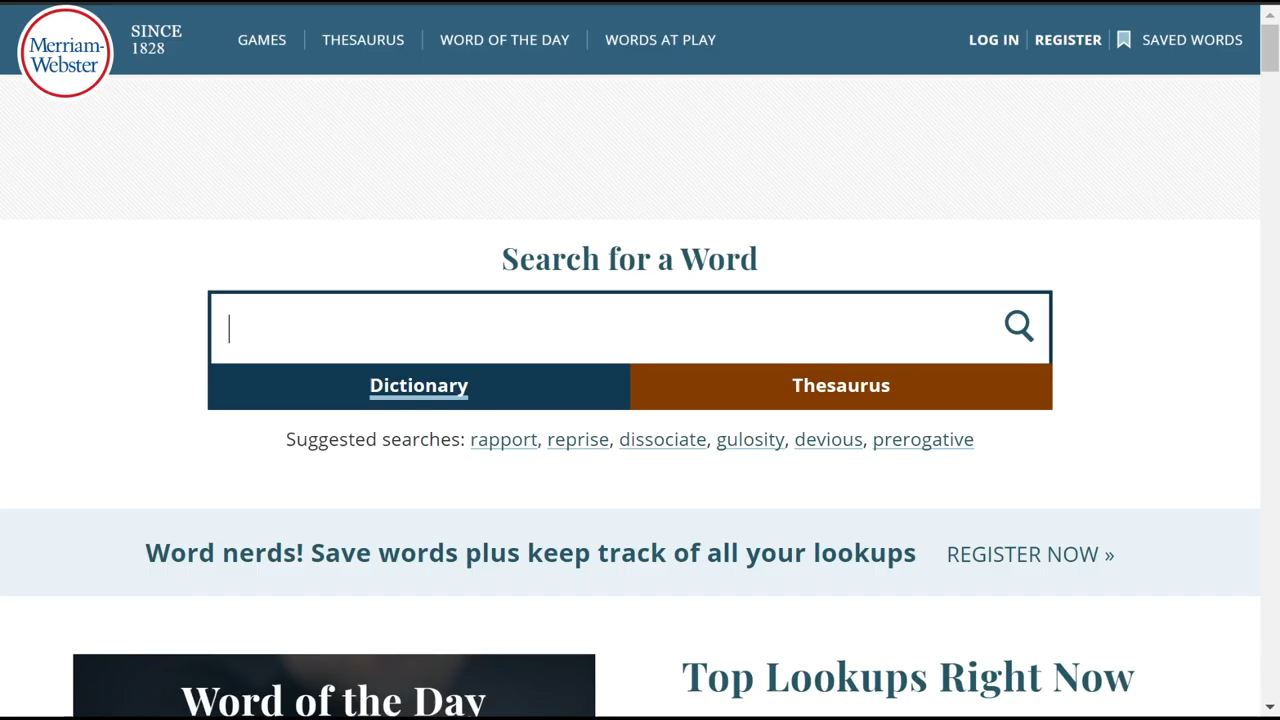 Merriam-
Webster
SINCE
1828
GAMES
THESAURUS
WORD OF THE DAY
WORDS AT PLAY
LOG IN
REGISTER
SAVED WORDS
Search for a Word
Dictionary
Thesaurus
Suggested searches: rapport, reprise, dissociate, gulosity, devious, prerogative
Word nerds! Save words plus keep track of all your lookups
REGISTER NOW »
Word of the Day
Top Lookups Right Now